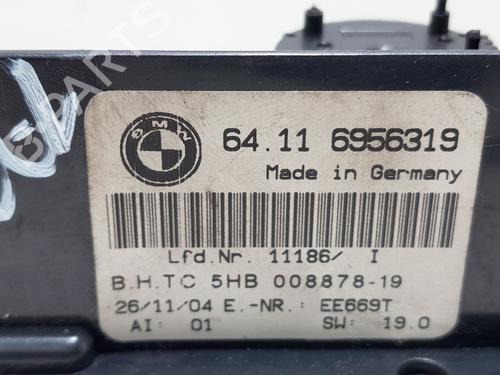 BMW
64.11 6956319
Made in Germany
Lfd.Nr. 11186/ I
B.H.TC 5HB 008878-19
26/11/04 E.-NR.: EE669T
AI: 01 SW: 19.0